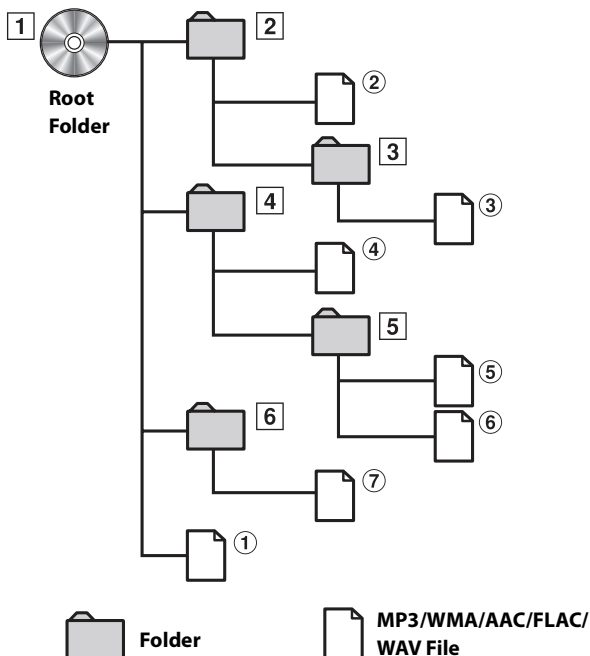 1
2
Root
Folder
②
3
③
4
④
5
⑤
⑥
6
⑦
①
Folder
MP3/WMA/AAC/FLAC/
WAV File